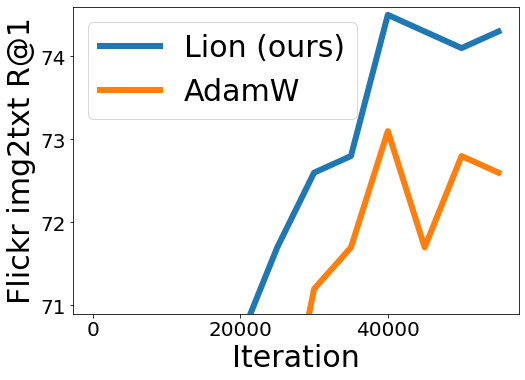 Lion (ours)
AdamW
Flickr img2txt R@1
74
73
72
71
0
20000
40000
Iteration